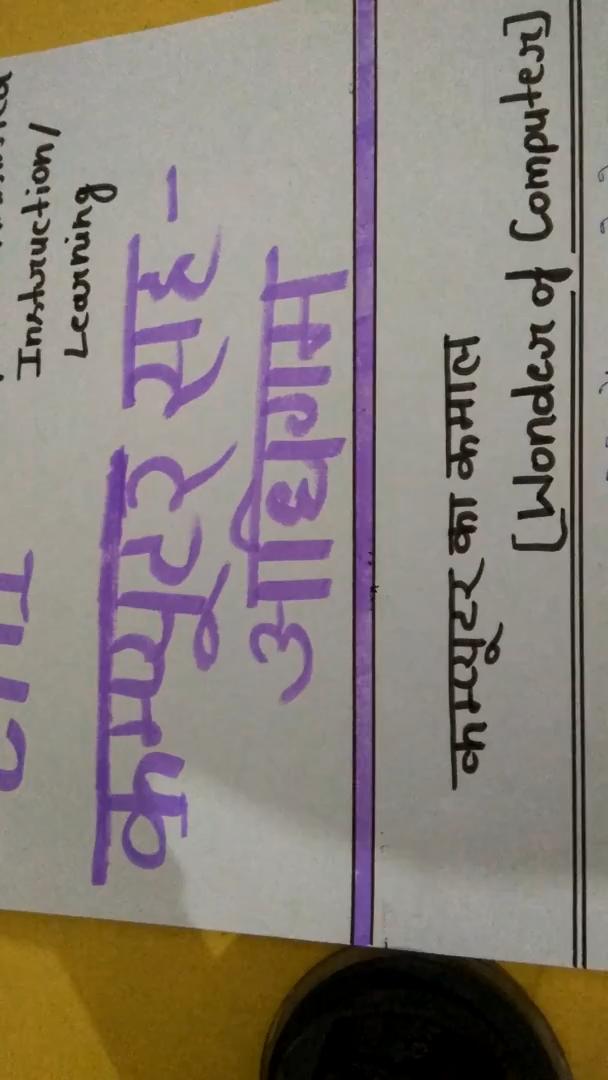 Instruction/
Learning
कम्प्यूटर सह-
अधिगम
कम्प्यूटर का कमाल
[Wonder of Computer]